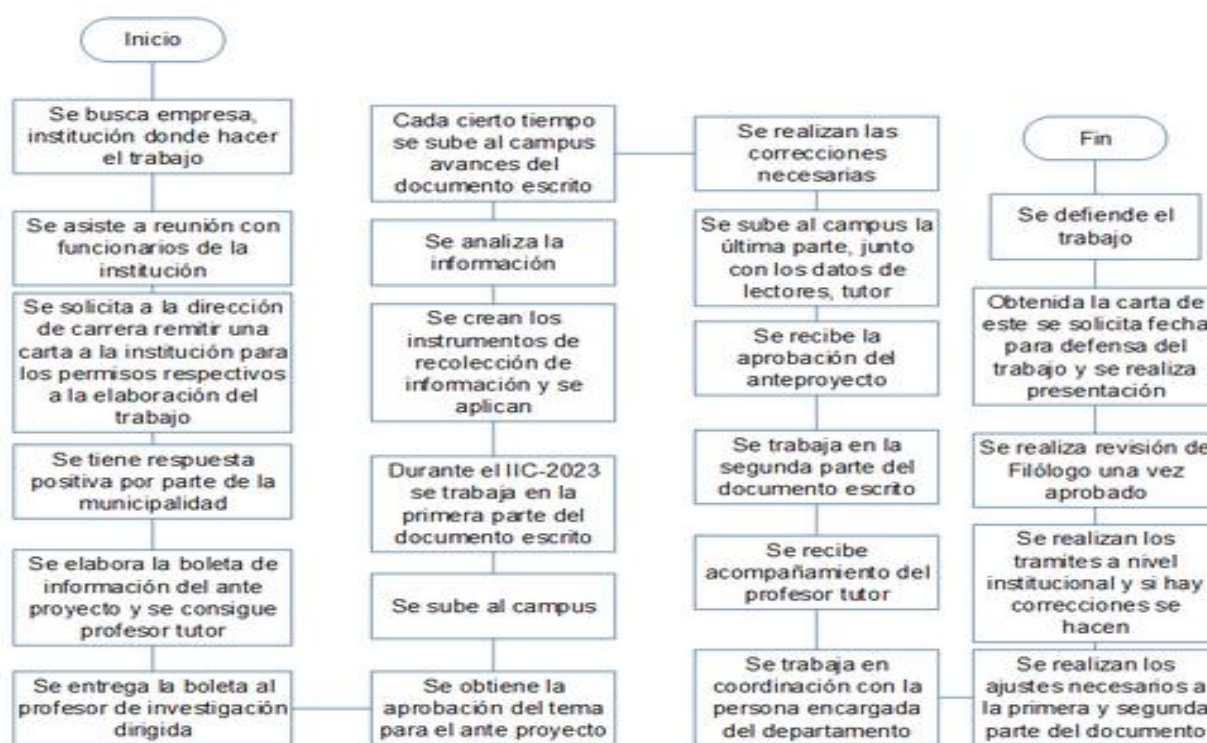 Inicio
Se busca empresa,
institución donde hacer
el trabajo
Se asiste a reunión con
funcionarios de la
institución
Se solicita a la dirección
de carrera remitir una
carta a la institución para
los permisos respectivos
a la elaboración del
trabajo
Se tiene respuesta
positiva por parte de la
municipalidad
Se elabora la boleta de
información del ante
proyecto y se consigue
profesor tutor
Se entrega la boleta al
profesor de investigación
dirigida
Se obtiene la
aprobación del tema
para el ante proyecto
Se sube al campus
Durante el IIC-2023
se trabaja en la
primera parte del
documento escrito
Se crean los
instrumentos de
recolección de
información y se
aplican
Se analiza la
información
Cada cierto tiempo
se sube al campus
avances del
documento escrito
Se realizan las
correcciones
necesarias
Se sube al campus la
última parte, junto
con los datos de
lectores, tutor
Se recibe la
aprobación del
anteproyecto
Se trabaja en la
segunda parte del
documento escrito
Se recibe
acompañamiento del
profesor tutor
Se trabaja en
coordinación con la
persona encargada
del departamento
Se realizan los
ajustes necesarios a
la primera y segunda
parte del documento
Se realizan los
tramites a nivel
institucional y si hay
correcciones se
hacen
Se realiza revisión de
Filólogo una vez
aprobado
Obtenida la carta de
este se solicita fecha
para defensa del
trabajo y se realiza
presentación
Se defiende el
trabajo
Fin